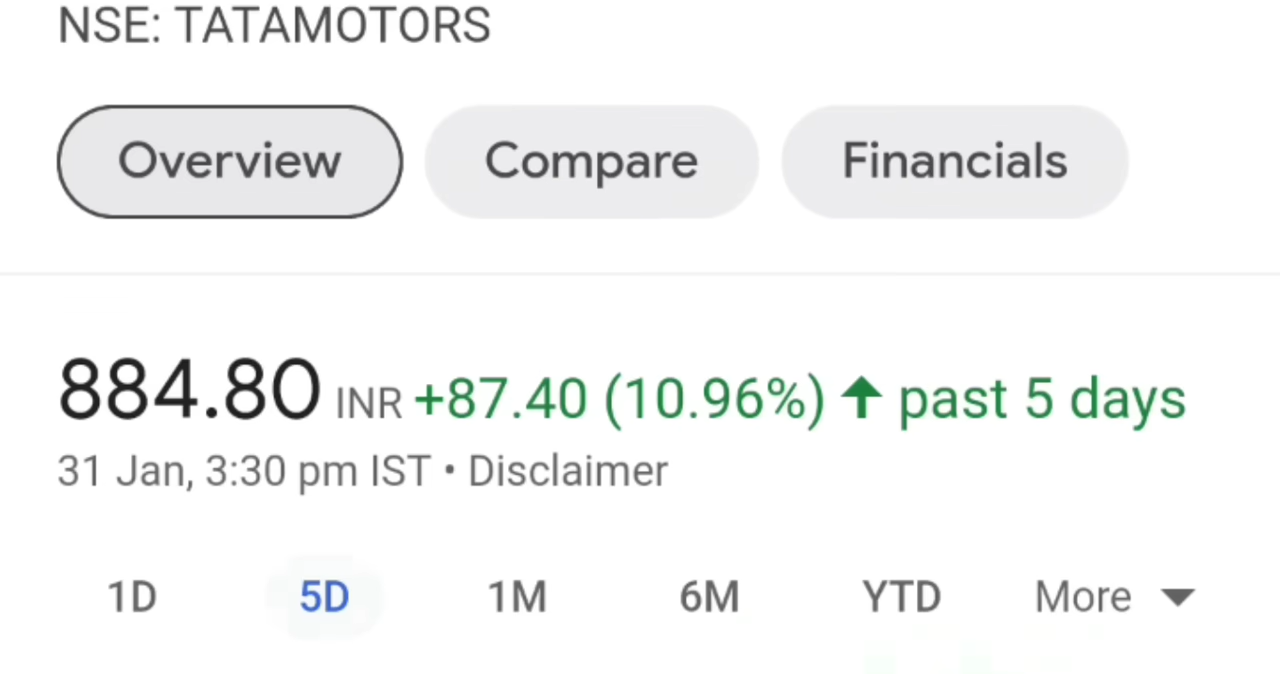 NSE: TATAMOTORS
Overview Compare Financials
884.80 INR +87.40 (10.96%) ↑ past 5 days
31 Jan, 3:30 pm IST • Disclaimer
1D 5D 1M 6M YTD More